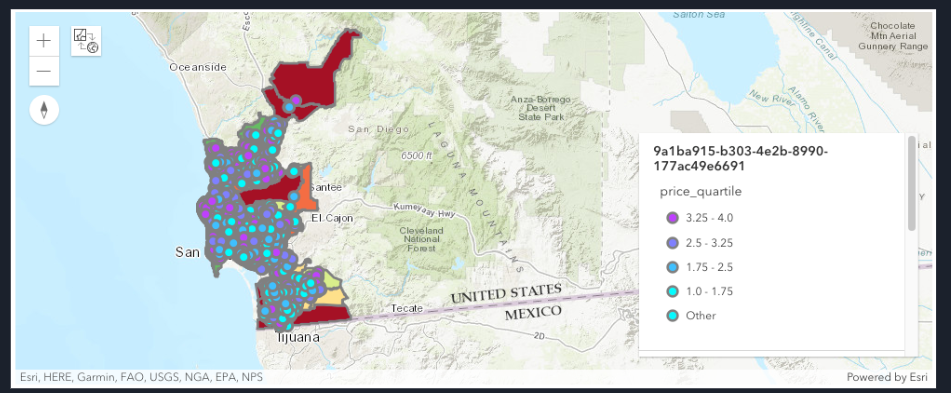 Salton Sea
Chocolate
Mtn Aerial
Gunnery Range
Highline Canal
Esco
Oceanside
New River
Alamo River
Anza-Borrego
Desert
State Park
San Diego
6500 ft
LAGUNA MOUNTAINS
Santee
El Cajon
Kumeyaay Hwy
Cleveland
National
Forest
San
Tecate
UNITED STATES
MEXICO
2D
Tijuana
+
−
9a1ba915-b303-4e2b-8990-
177ac49e6691
price_quartile
3.25 - 4.0
2.5 - 3.25
1.75 - 2.5
1.0 - 1.75
Other
Esri, HERE, Garmin, FAO, USGS, NGA, EPA, NPS
Powered by Esri